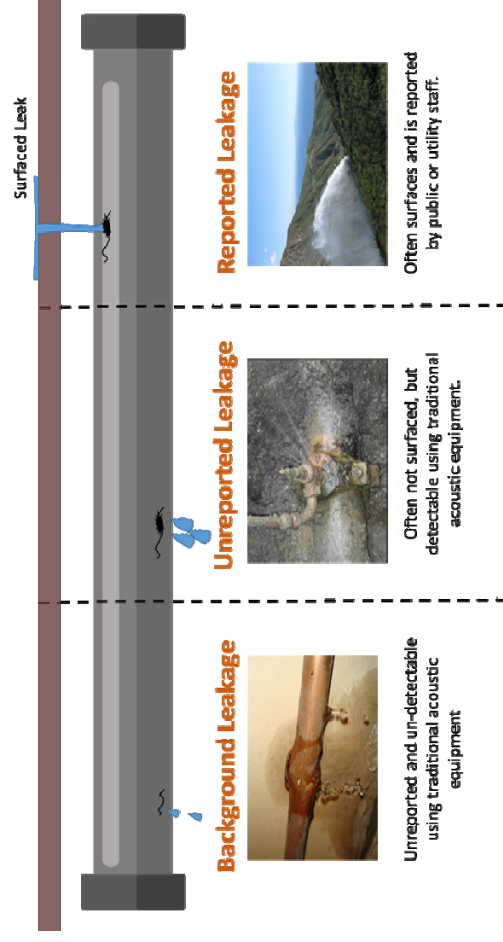 Surfaced Leak
Background Leakage
Unreported and un-detectable
using traditional acoustic
equipment
Unreported Leakage
Often not surfaced, but
detectable using traditional
acoustic equipment.
Reported Leakage
Often surfaces and is reported
by public or utility staff.